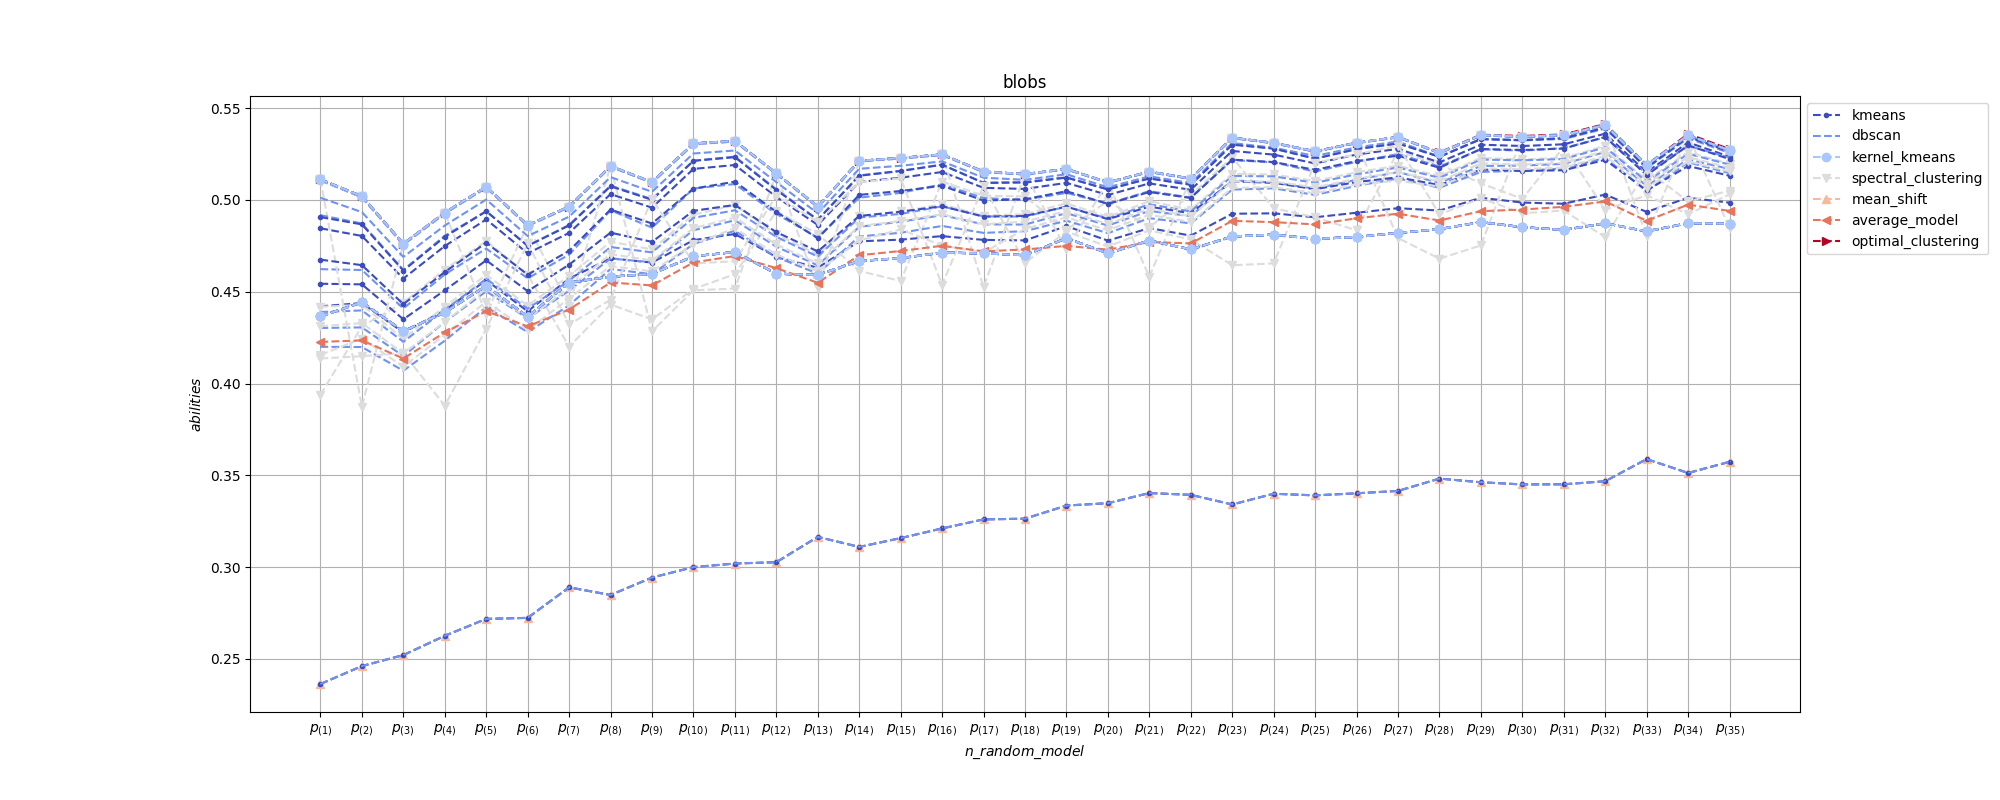 blobs
0.55
0.50
0.45
0.40
0.35
0.30
0.25
abilities
p(1) p(2) p(3) p(4) p(5) p(6) p(7) p(8) p(9) p(10) p(11) p(12) p(13) p(14) p(15) p(16) p(17) p(18) p(19) p(20) p(21) p(22) p(23) p(24) p(25) p(26) p(27) p(28) p(29) p(30) p(31) p(32) p(33) p(34) p(35)
n_random_model
kmeans
dbscan
kernel_kmeans
spectral_clustering
mean_shift
average_model
optimal_clustering